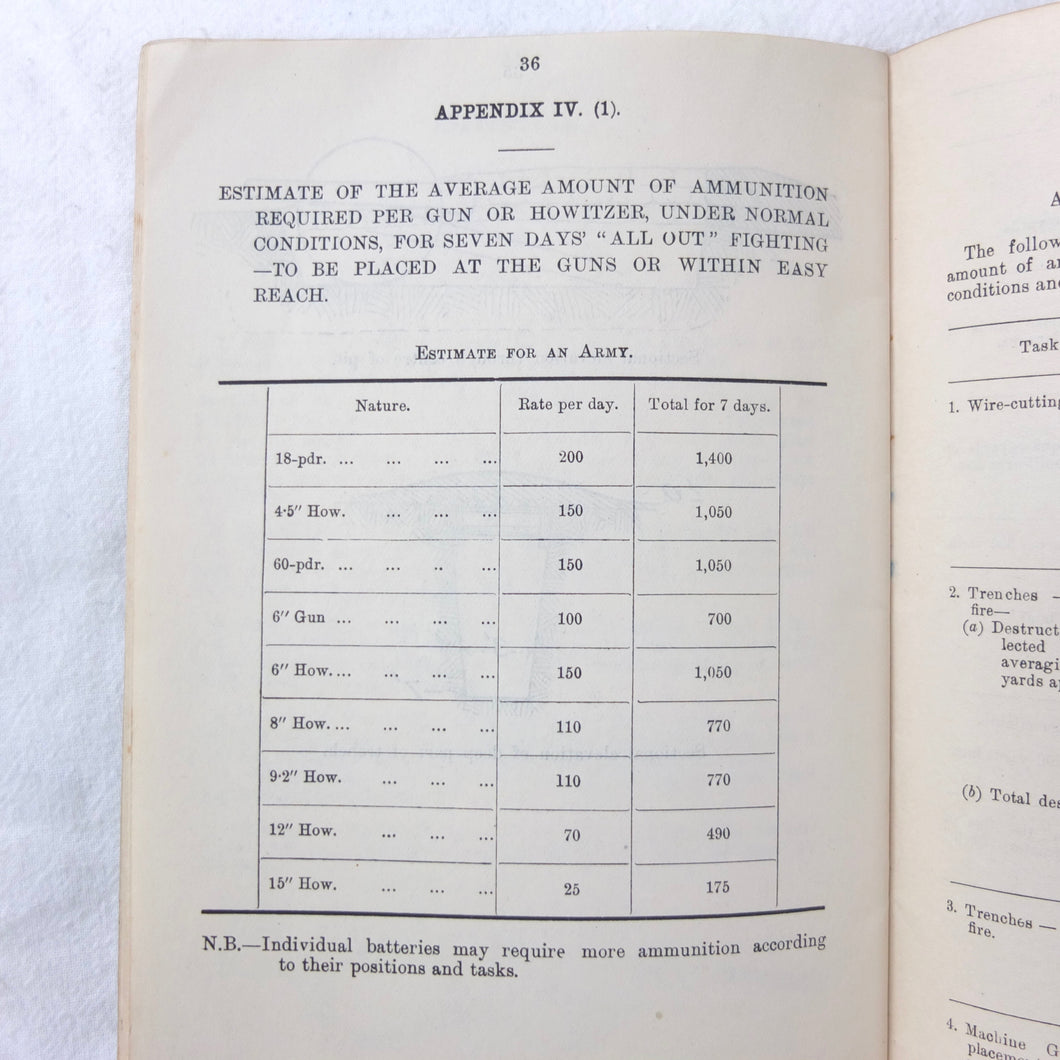 36
APPENDIX IV. (1).
ESTIMATE OF THE AVERAGE AMOUNT OF AMMUNITION
REQUIRED PER GUN OR HOWITZER, UNDER NORMAL
CONDITIONS, FOR SEVEN DAYS' "ALL OUT" FIGHTING
—TO BE PLACED AT THE GUNS OR WITHIN EASY
REACH.
ESTIMATE FOR AN ARMY.
Nature. Rate per day. Total for 7 days.
18-pdr. ... ... ... ... 200 1,400
4·5″ How. ... ... ... 150 1,050
60-pdr. ... ... .. ... 150 1,050
6″ Gun ... ... ... ... 100 700
6″ How.... ... ... ... 150 1,050
8″ How.... ... ... ... 110 770
9·2″ How. ... ... ... 110 770
12″ How. ... ... ... 70 490
15″ How. ... ... ... 25 175
N.B.—Individual batteries may require more ammunition according
to their positions and tasks.
A
The follow
amount of
conditions
Task
1. Wire-cutting
2. Trenches —
fire—
(a) Destruct
lected
averagi
yards
(b) Total des
3. Trenches —
fire.
4. Machine G
placem